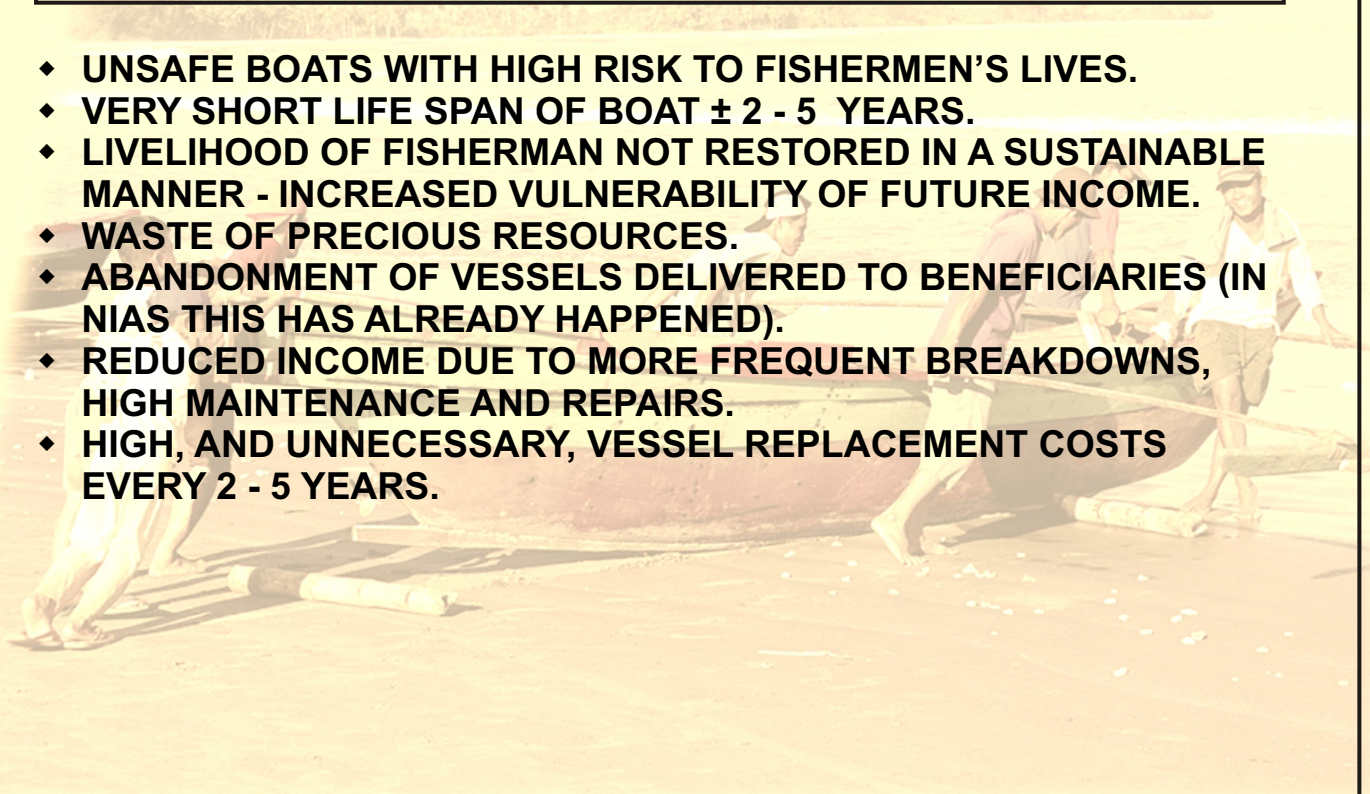 ◆ UNSAFE BOATS WITH HIGH RISK TO FISHERMEN’S LIVES.
◆ VERY SHORT LIFE SPAN OF BOAT ± 2 - 5 YEARS.
◆ LIVELIHOOD OF FISHERMAN NOT RESTORED IN A SUSTAINABLE
MANNER - INCREASED VULNERABILITY OF FUTURE INCOME.
◆ WASTE OF PRECIOUS RESOURCES.
◆ ABANDONMENT OF VESSELS DELIVERED TO BENEFICIARIES (IN
NIAS THIS HAS ALREADY HAPPENED).
◆ REDUCED INCOME DUE TO MORE FREQUENT BREAKDOWNS,
HIGH MAINTENANCE AND REPAIRS.
◆ HIGH, AND UNNECESSARY, VESSEL REPLACEMENT COSTS
EVERY 2 - 5 YEARS.